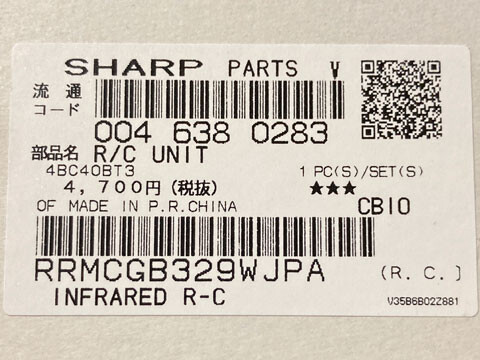 SHARP PARTS V
流通
コード
004 638 0283
部品名 R/C UNIT
4BC40BT3 1 PC(S)/SET(S)
4,700円(税抜) ★★★
OF MADE IN P.R.CHINA CB10
RRMCGB329WJPA (R.C.)
INFRARED R-C V35B6B02Z881